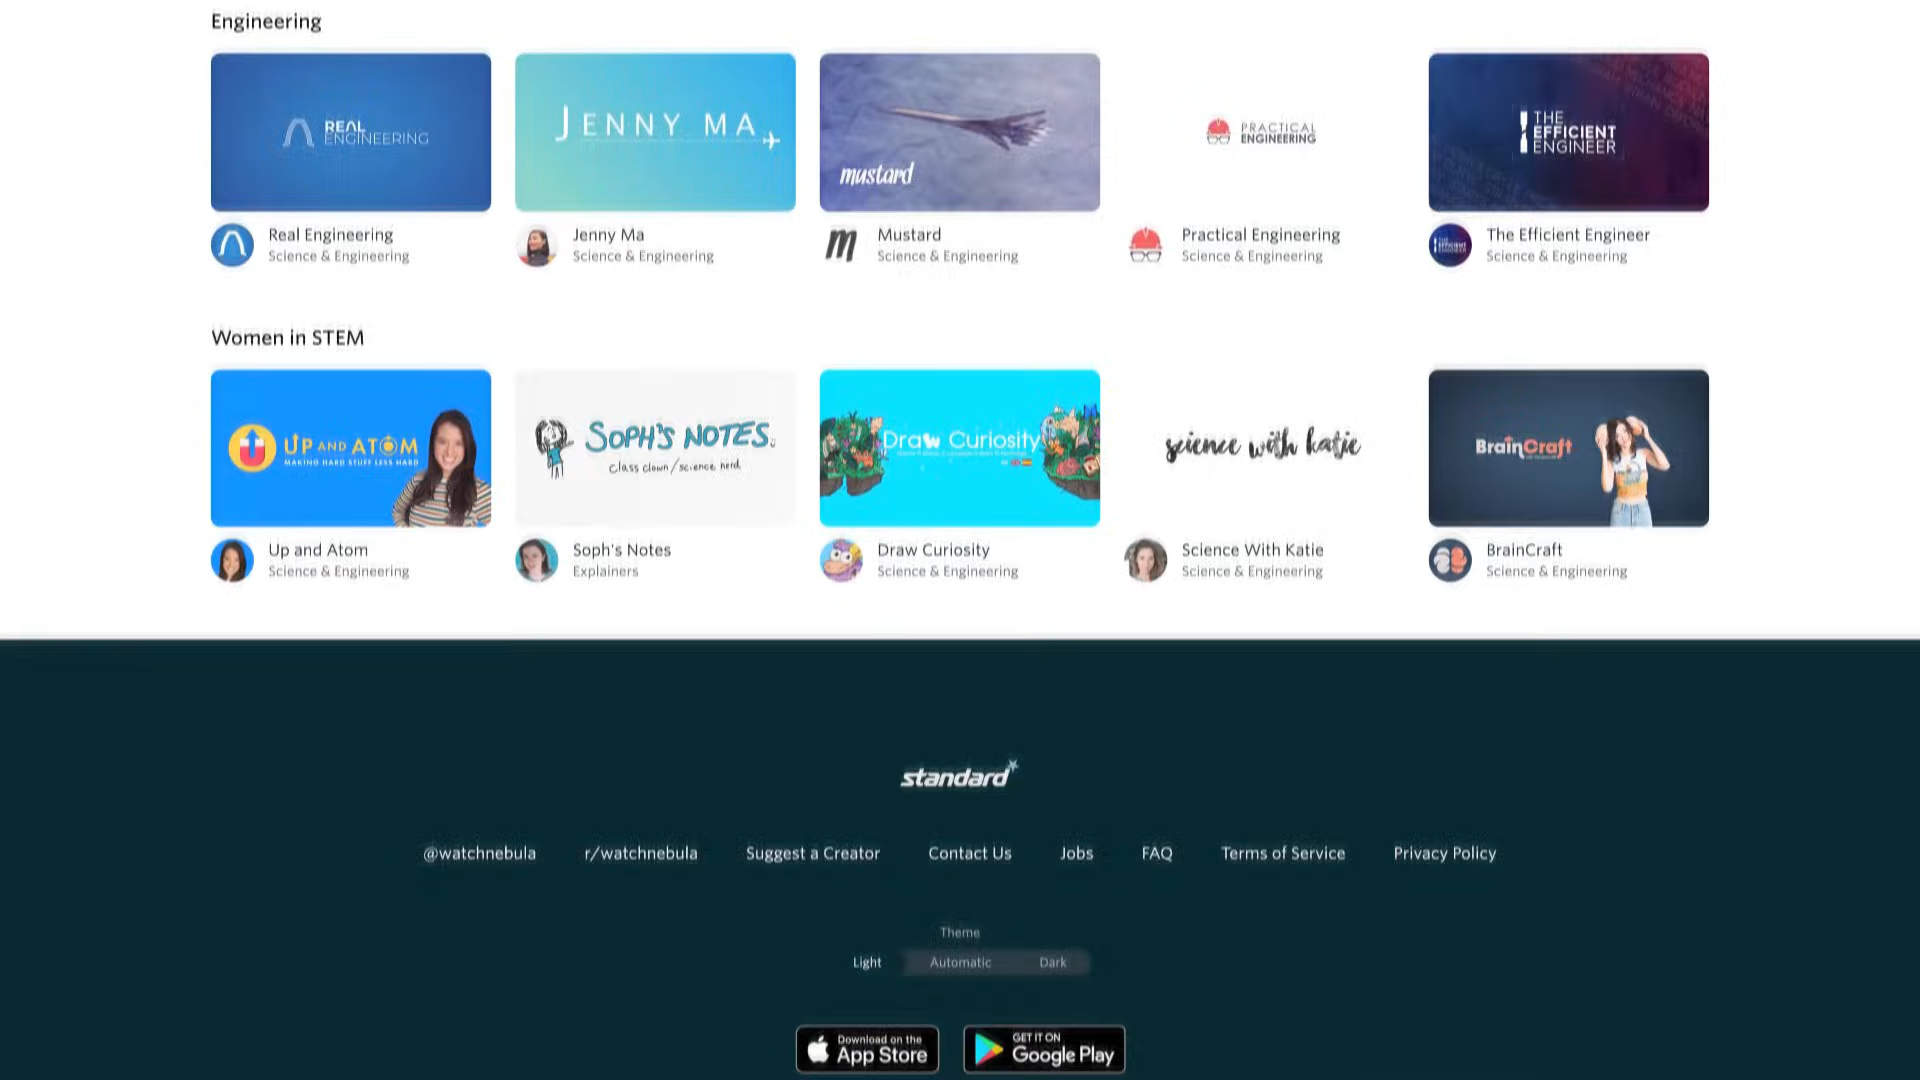 Engineering
REAL
ENGINEERING
JENNY MA
mustard
PRACTICAL
ENGINEERING
THE
EFFICIENT
ENGINEER
Real Engineering
Science & Engineering
Jenny Ma
Science & Engineering
Mustard
Science & Engineering
Practical Engineering
Science & Engineering
The Efficient Engineer
Science & Engineering
Women in STEM
UP AND ATOM
MAKING HARD STUFF LESS HARD
SOPH'S NOTES.
class clown/science nerd
Draw Curiosity
science with katie
BrainCraft
Up and Atom
Science & Engineering
Soph's Notes
Explainers
Draw Curiosity
Science & Engineering
Science With Katie
Science & Engineering
BrainCraft
Science & Engineering
standard
@watchnebula r/watchnebula Suggest a Creator Contact Us Jobs FAQ Terms of Service Privacy Policy
Theme
Light Automatic Dark
Download on the
App Store
GET IT ON
Google Play